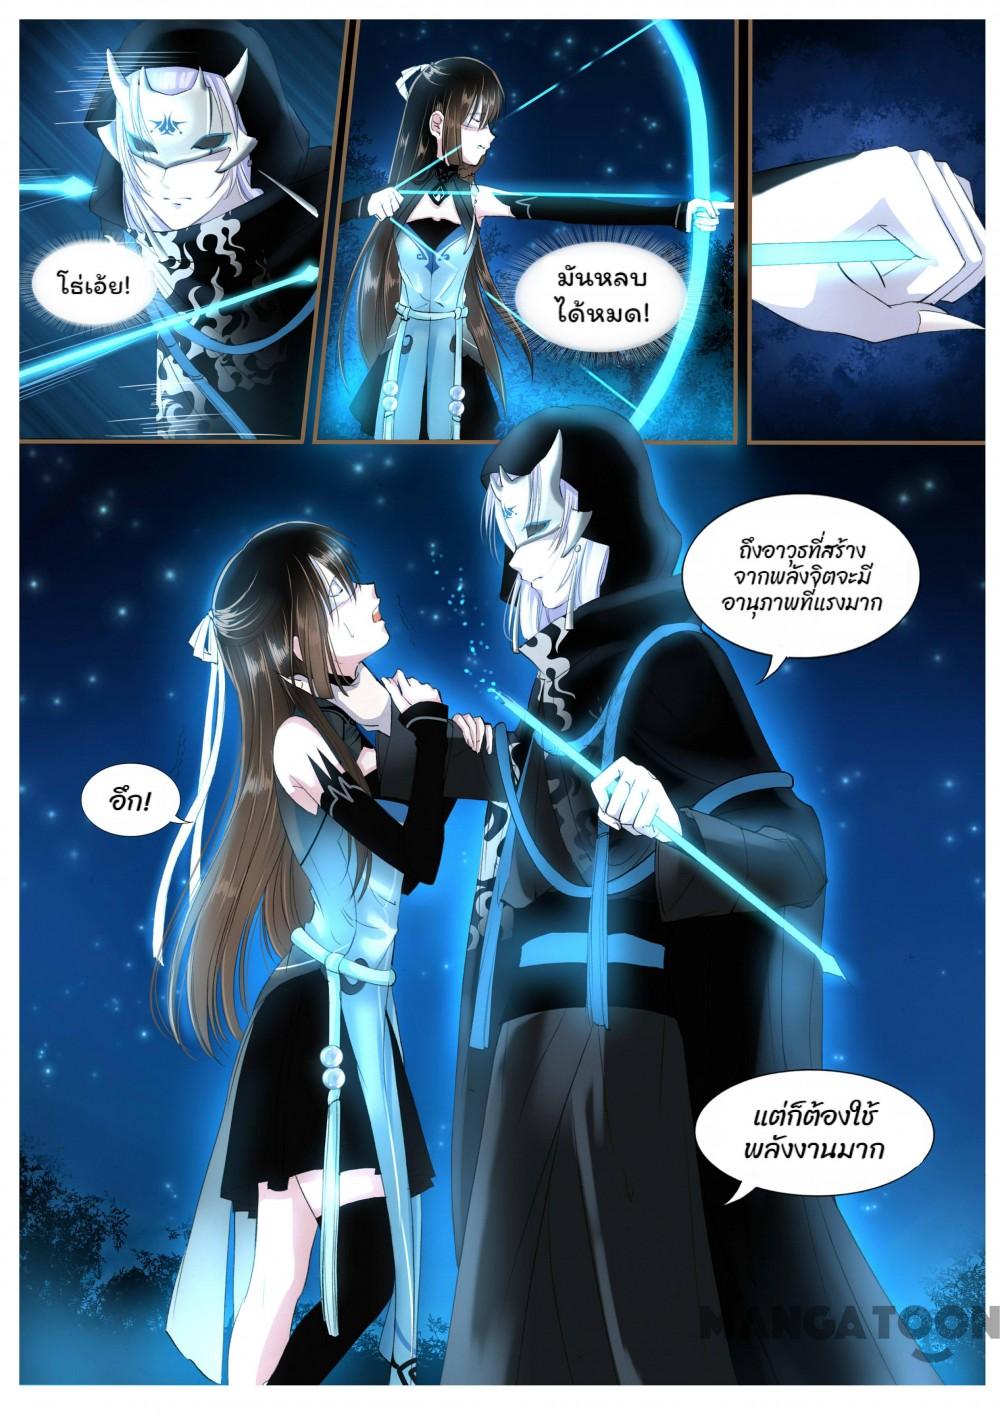 โธ่เอ้ย!
มันหลบ
ได้หมด!
ถึงอาวุธที่สร้าง
จากพลังจิตจะมี
อานุภาพที่แรงมาก
อึก!
แต่ก็ต้องใช้
พลังงานมาก
MANGATOON